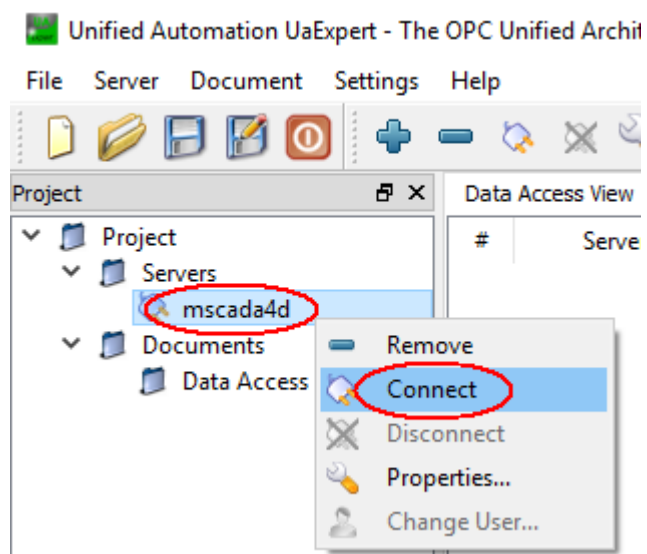 Unified Automation UaExpert - The OPC Unified Archit
File Server Document Settings Help
Project
Data Access View
Project
# Serve
Servers
mscada4d
Documents
Remove
Data Access
Connect
Disconnect
Properties...
Change User...